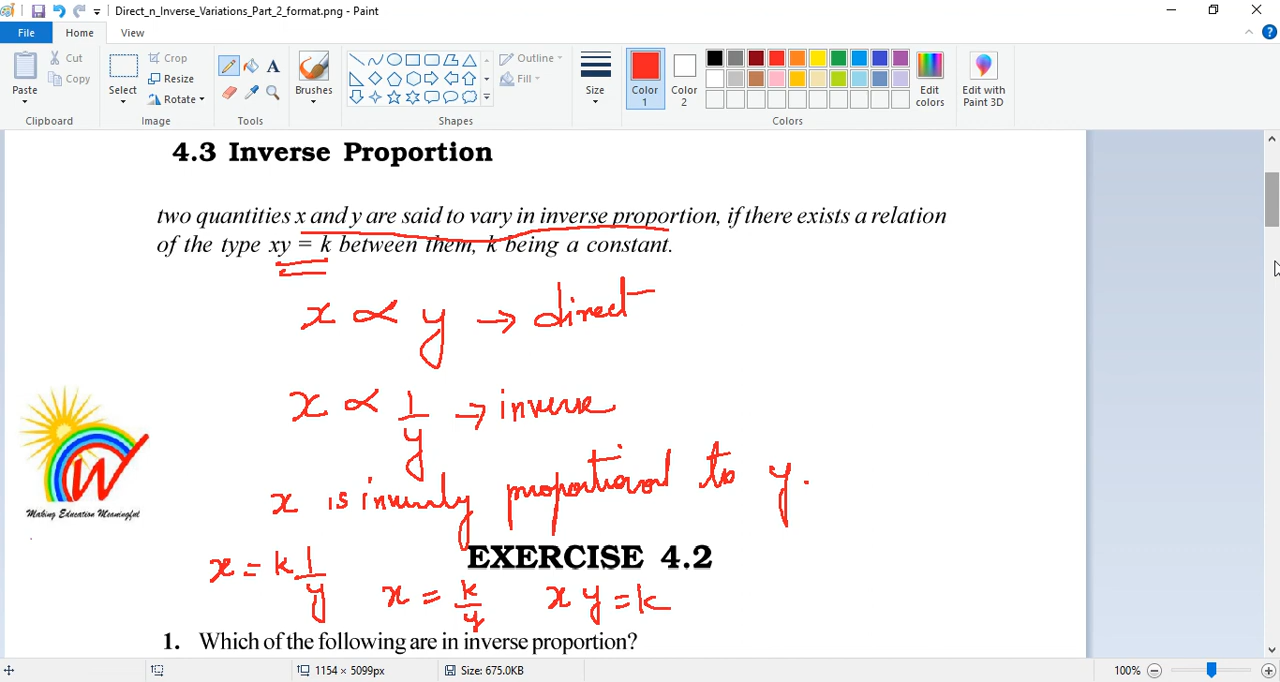 Direct_n_Inverse_Variations_Part_2_format.png - Paint
File Home View
Paste Cut Copy Clipboard
Select Crop Resize Rotate Image
Tools
Brushes
Outline Fill Shapes
Size
Color 1 Color 2 Edit colors Colors
Edit with Paint 3D
4.3 Inverse Proportion
two quantities x and y are said to vary in inverse proportion, if there exists a relation
of the type xy = k between them, k being a constant.
x ∝ y → direct
x ∝ 1/y → inverse
x is inversly proportional to y.
Making Education Meaningful
EXERCISE 4.2
x = k 1/y x = k/y x y = k
1. Which of the following are in inverse proportion?
1154 × 5099px Size: 675.0KB 100%